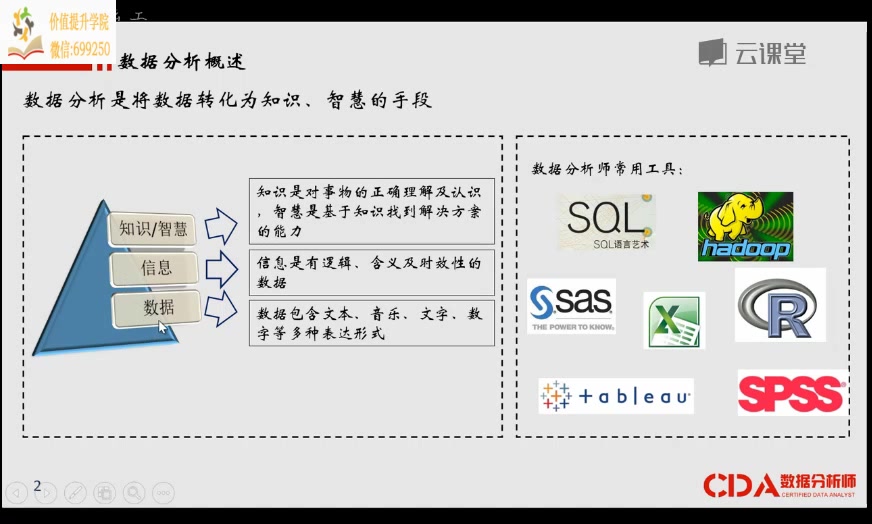 价值提升学院
微信:699250
数据分析概述
云课堂
数据分析是将数据转化为知识、智慧的手段
知识/智慧
知识是对事物的正确理解及认识
，智慧是基于知识找到解决方案
的能力
信息
信息是有逻辑、含义及时效性的
数据
数据
数据包含文本、音乐、文字、数
字等多种表达形式
数据分析师常用工具：
SQL
SQL语言艺术
hadoop
sas
THE POWER TO KNOW®
X
R
+ableau
SPSS®
2
CDA数据分析师
CERTIFIED DATA ANALYST